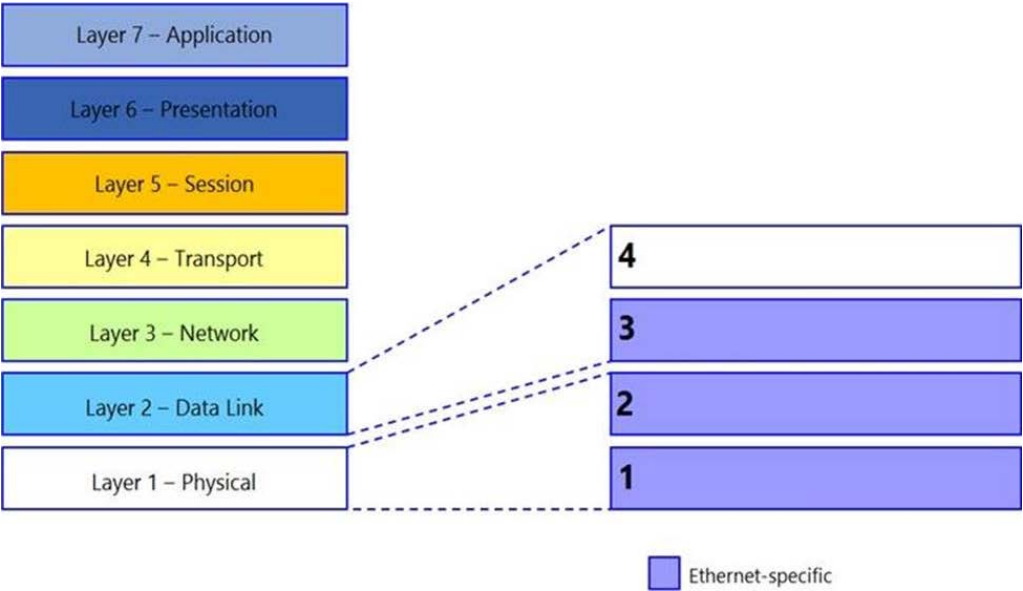 Layer 7 – Application
Layer 6 – Presentation
Layer 5 – Session
Layer 4 – Transport
Layer 3 – Network
Layer 2 – Data Link
Layer 1 – Physical
4
3
2
1
Ethernet-specific